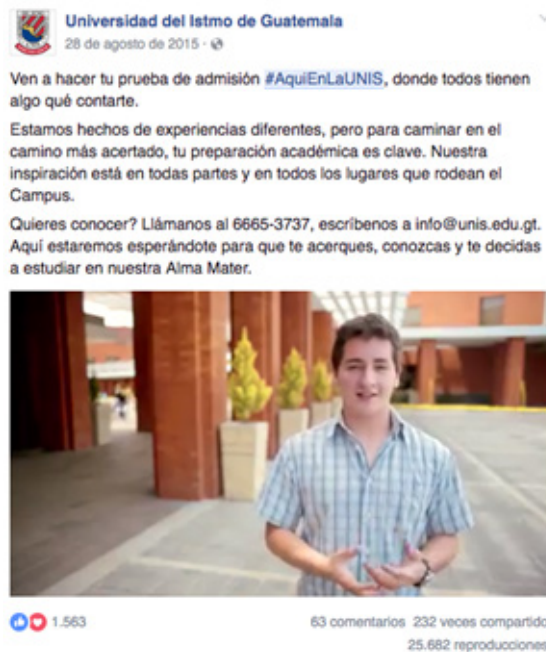 Universidad del Istmo de Guatemala
28 de agosto de 2015 ·
Ven a hacer tu prueba de admisión #AquiEnLaUNIS, donde todos tienen
algo qué contarte.
Estamos hechos de experiencias diferentes, pero para caminar en el
camino más acertado, tu preparación académica es clave. Nuestra
inspiración está en todas partes y en todos los lugares que rodean el
Campus.
Quieres conocer? Llámanos al 6665-3737, escríbenos a info@unis.edu.gt.
Aquí estaremos esperándote para que te acerques, conozcas y te decidas
a estudiar en nuestra Alma Mater.
1.563
63 comentarios 232 veces compartido
25.682 reproducciones